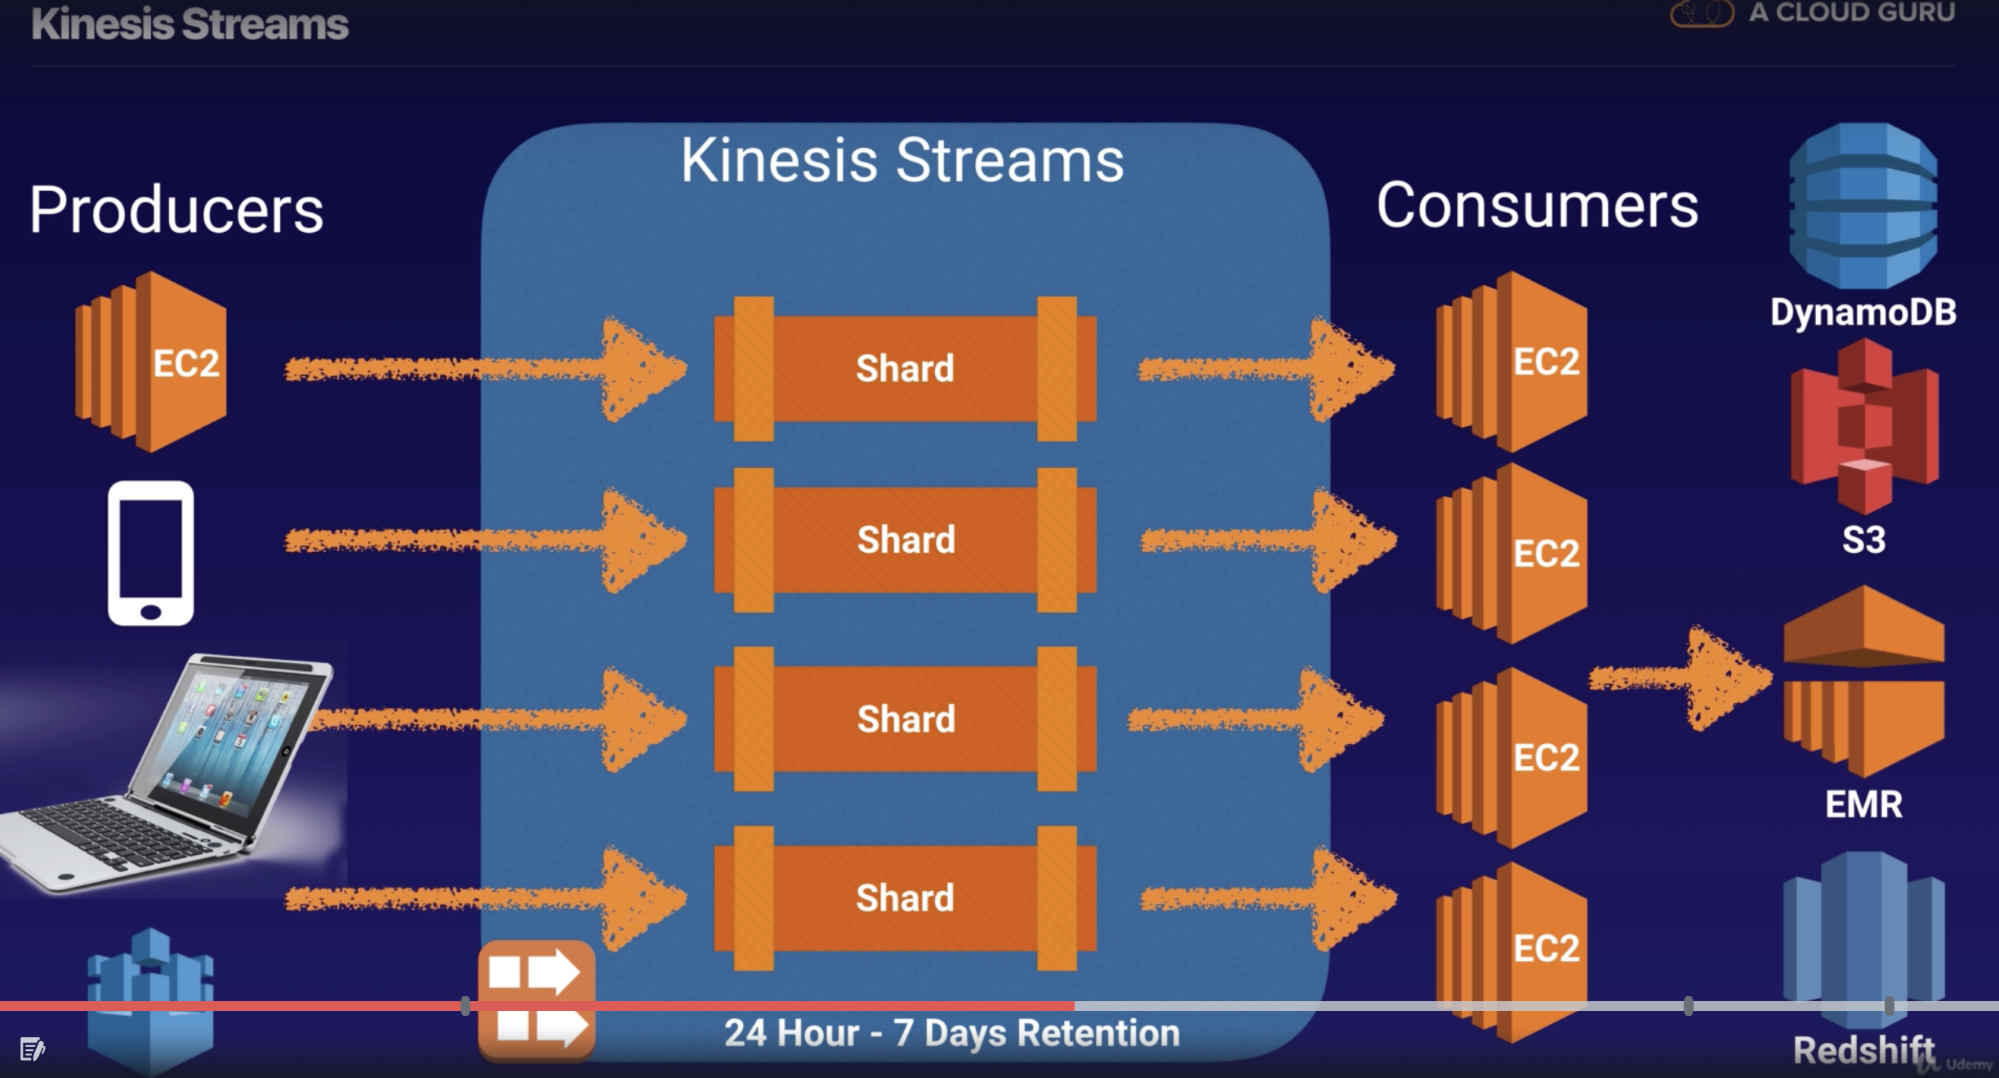 Kinesis Streams
A CLOUD GURU
Kinesis Streams
Producers
Consumers
EC2
Shard
EC2
DynamoDB
Shard
EC2
S3
Shard
EC2
EMR
Shard
EC2
24 Hour - 7 Days Retention
Redshift
Udemy